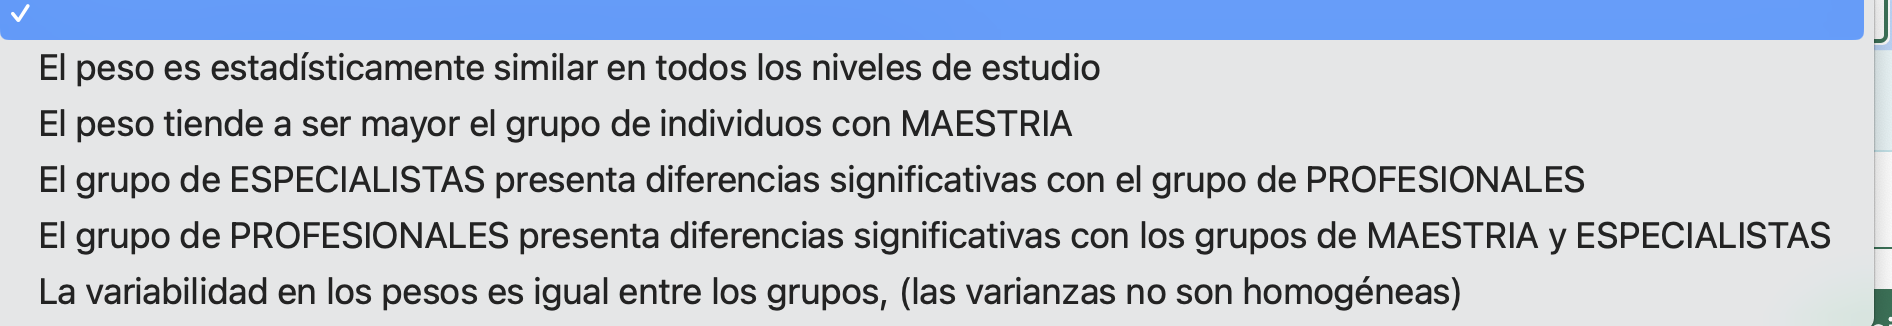 El peso es estadísticamente similar en todos los niveles de estudio
El peso tiende a ser mayor el grupo de individuos con MAESTRIA
El grupo de ESPECIALISTAS presenta diferencias significativas con el grupo de PROFESIONALES
El grupo de PROFESIONALES presenta diferencias significativas con los grupos de MAESTRIA y ESPECIALISTAS
La variabilidad en los pesos es igual entre los grupos, (las varianzas no son homogéneas)